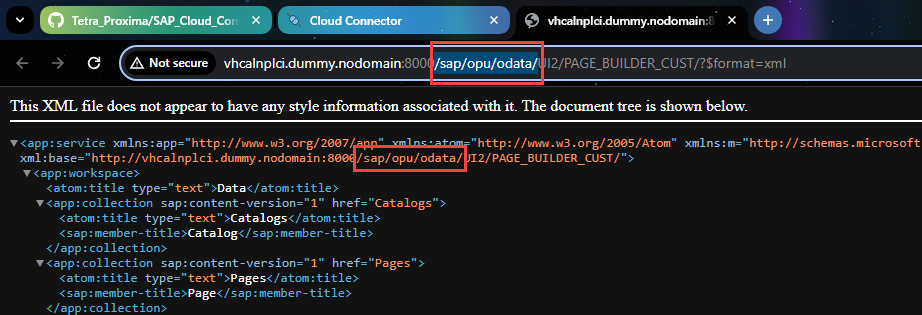 Tetra_Proxima/SAP_Cloud_Con
Cloud Connector
vhcalnplci.dummy.nodomain:8
Not secure
vhcalnplci.dummy.nodomain:8000/sap/opu/odata/UI2/PAGE_BUILDER_CUST/?$format=xml
This XML file does not appear to have any style information associated with it. The document tree is shown below.
▼<app:service xmlns:app="http://www.w3.org/2007/app" xmlns:atom="http://www.w3.org/2005/Atom" xmlns:m="http://schemas.microsoft
xml:base="http://vhcalnplci.dummy.nodomain:8000/sap/opu/odata/UI2/PAGE_BUILDER_CUST/">
▼<app:workspace>
<atom:title type="text">Data</atom:title>
▼<app:collection sap:content-version="1" href="Catalogs">
<atom:title type="text">Catalogs</atom:title>
<sap:member-title>Catalog</sap:member-title>
</app:collection>
▼<app:collection sap:content-version="1" href="Pages">
<atom:title type="text">Pages</atom:title>
<sap:member-title>Page</sap:member-title>
</app:collection>